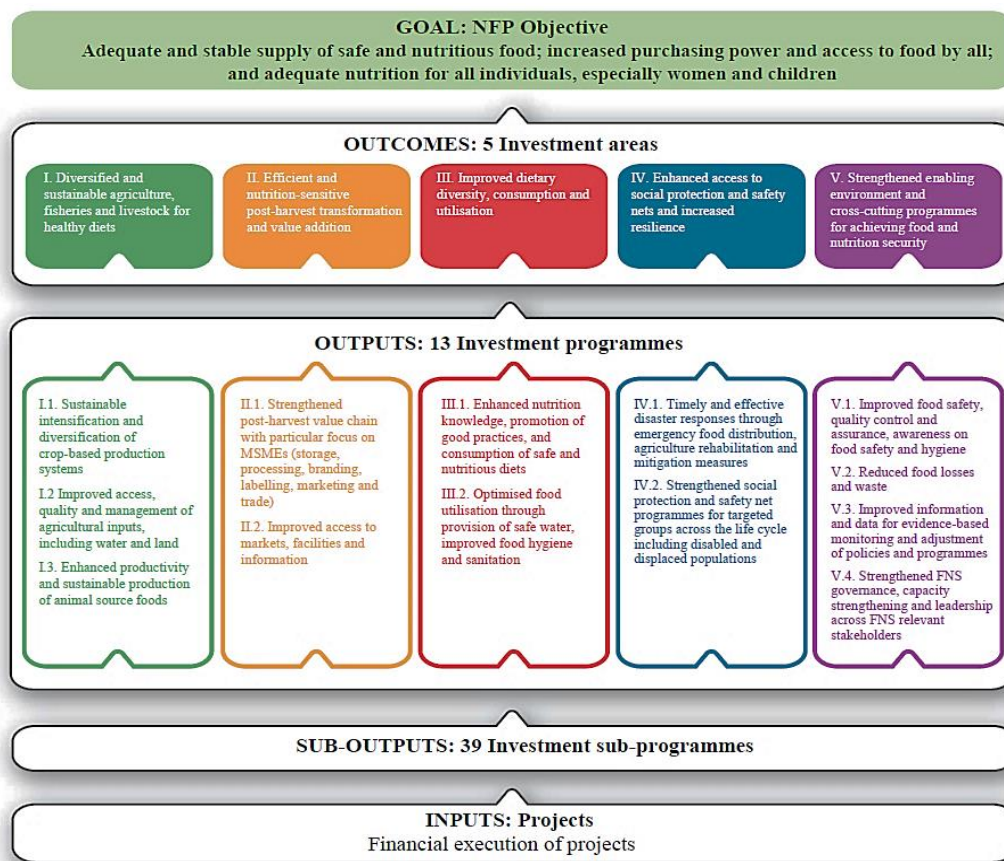 GOAL: NFP Objective
Adequate and stable supply of safe and nutritious food; increased purchasing power and access to food by all;
and adequate nutrition for all individuals, especially women and children
OUTCOMES: 5 Investment areas
I. Diversified and
sustainable agriculture,
fisheries and livestock for
healthy diets
II. Efficient and
nutrition-sensitive
post-harvest transformation
and value addition
III. Improved dietary
diversity, consumption and
utilisation
IV. Enhanced access to
social protection and safety
nets and increased
resilience
V. Strengthened enabling
environment and
cross-cutting programmes
for achieving food and
nutrition security
OUTPUTS: 13 Investment programmes
I.1. Sustainable
intensification and
diversification of
crop-based production
systems
I.2 Improved access,
quality and management of
agricultural inputs,
including water and land
I.3. Enhanced productivity
and sustainable production
of animal source foods
II.1. Strengthened
post-harvest value chain
with particular focus on
MSMEs (storage,
processing, branding,
labelling, marketing and
trade)
II.2. Improved access to
markets, facilities and
information
III.1. Enhanced nutrition
knowledge, promotion of
good practices, and
consumption of safe and
nutritious diets
III.2. Optimised food
utilisation through
provision of safe water,
improved food hygiene
and sanitation
IV.1. Timely and effective
disaster responses through
emergency food distribution,
agriculture rehabilitation and
mitigation measures
IV.2. Strengthened social
protection and safety net
programmes for targeted
groups across the life cycle
including disabled and
displaced populations
V.1. Improved food safety,
quality control and
assurance, awareness on
food safety and hygiene
V.2. Reduced food losses
and waste
V.3. Improved information
and data for evidence-based
monitoring and adjustment
of policies and programmes
V.4. Strengthened FNS
governance, capacity
strengthening and leadership
across FNS relevant
stakeholders
SUB-OUTPUTS: 39 Investment sub-programmes
INPUTS: Projects
Financial execution of projects